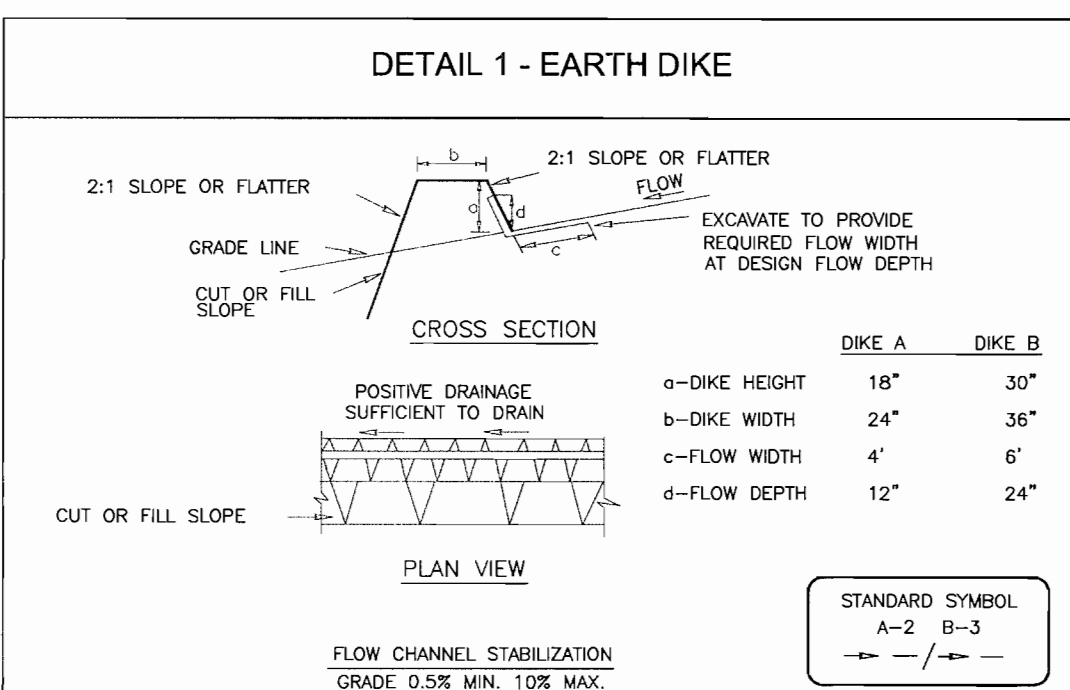 DETAIL 1 - EARTH DIKE
b
2:1 SLOPE OR FLATTER
2:1 SLOPE OR FLATTER
FLOW
a
d
EXCAVATE TO PROVIDE
REQUIRED FLOW WIDTH
AT DESIGN FLOW DEPTH
GRADE LINE
c
CUT OR FILL
SLOPE
CROSS SECTION
DIKE A DIKE B
a-DIKE HEIGHT 18" 30"
b-DIKE WIDTH 24" 36"
c-FLOW WIDTH 4' 6'
d-FLOW DEPTH 12" 24"
POSITIVE DRAINAGE
SUFFICIENT TO DRAIN
CUT OR FILL SLOPE
PLAN VIEW
STANDARD SYMBOL
A-2 B-3
FLOW CHANNEL STABILIZATION
GRADE 0.5% MIN. 10% MAX.